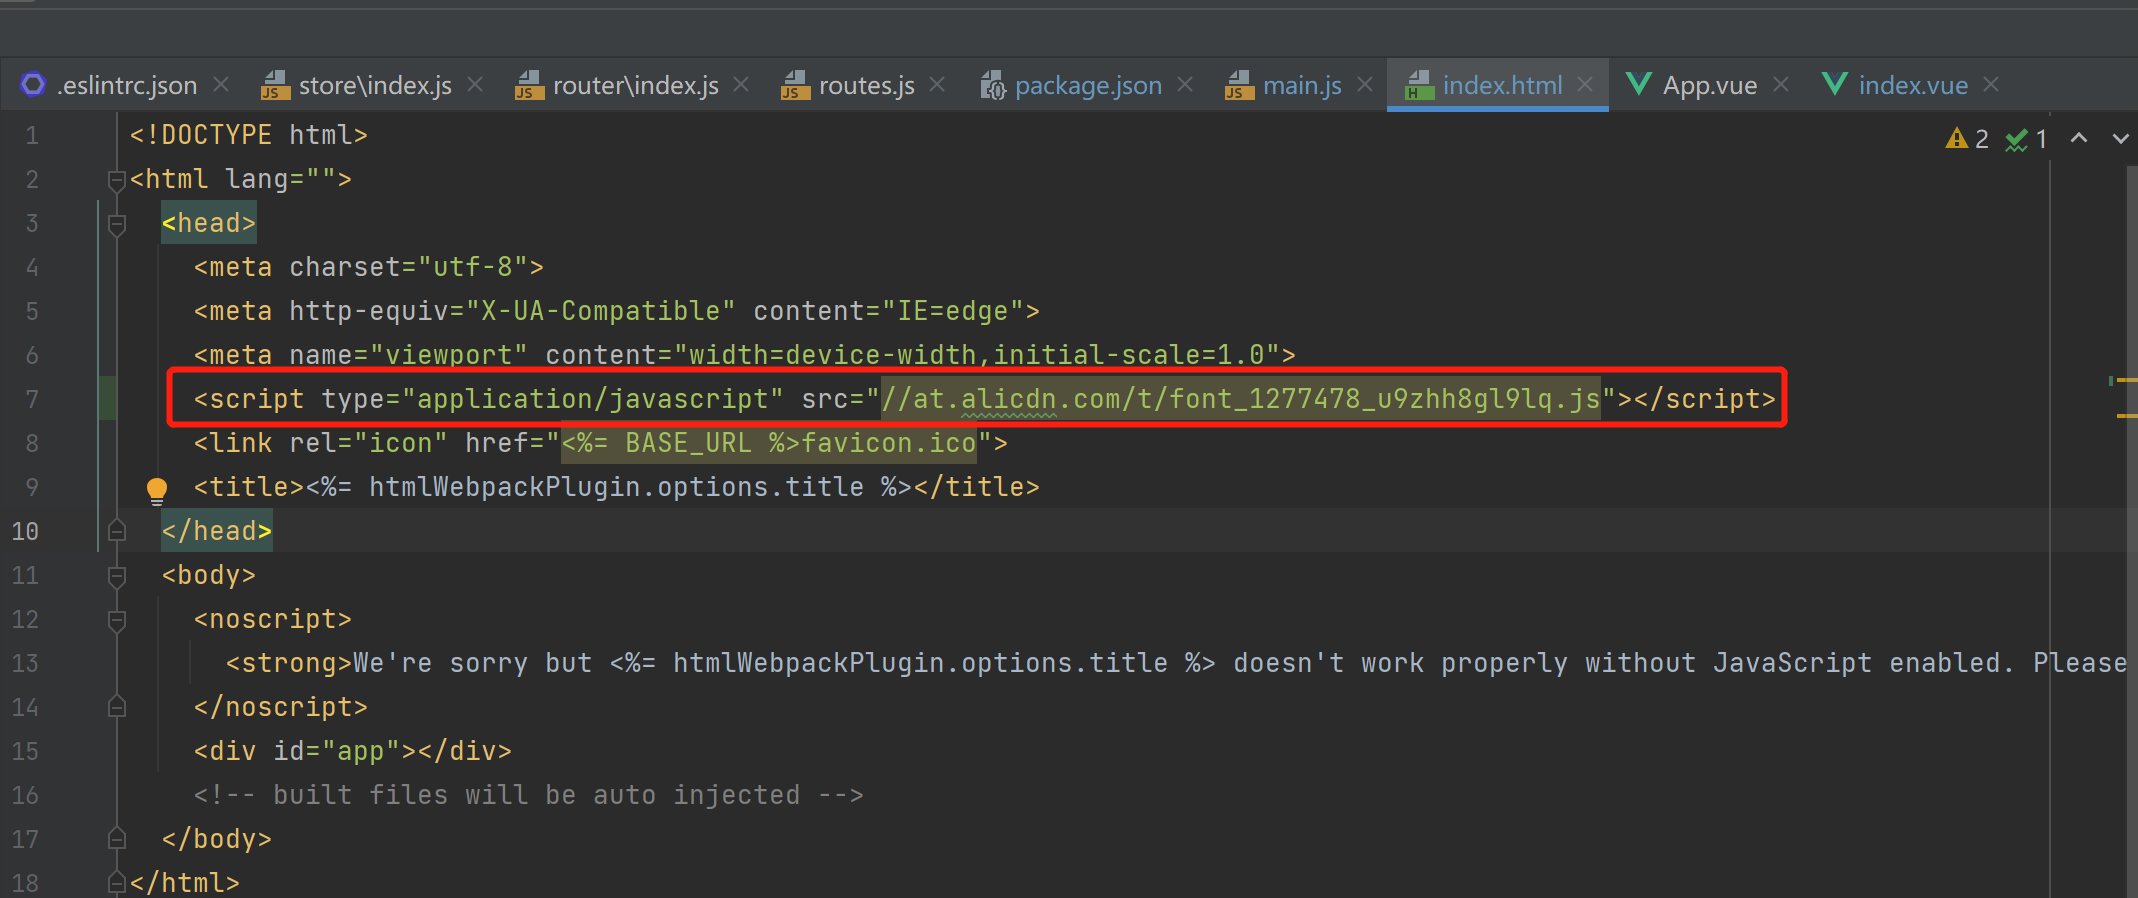 .eslintrc.json store\index.js router\index.js routes.js package.json main.js index.html App.vue index.vue
1 <!DOCTYPE html> 2 1
2 <html lang="">
3 <head>
4 <meta charset="utf-8">
5 <meta http-equiv="X-UA-Compatible" content="IE=edge">
6 <meta name="viewport" content="width=device-width,initial-scale=1.0">
7 <script type="application/javascript" src="//at.alicdn.com/t/font_1277478_u9zhh8gl9lq.js"></script>
8 <link rel="icon" href="<%= BASE_URL %>favicon.ico">
9 <title><%= htmlWebpackPlugin.options.title %></title>
10 </head>
11 <body>
12 <noscript>
13 <strong>We're sorry but <%= htmlWebpackPlugin.options.title %> doesn't work properly without JavaScript enabled. Please
14 </noscript>
15 <div id="app"></div>
16 <!-- built files will be auto injected -->
17 </body>
18 </html>